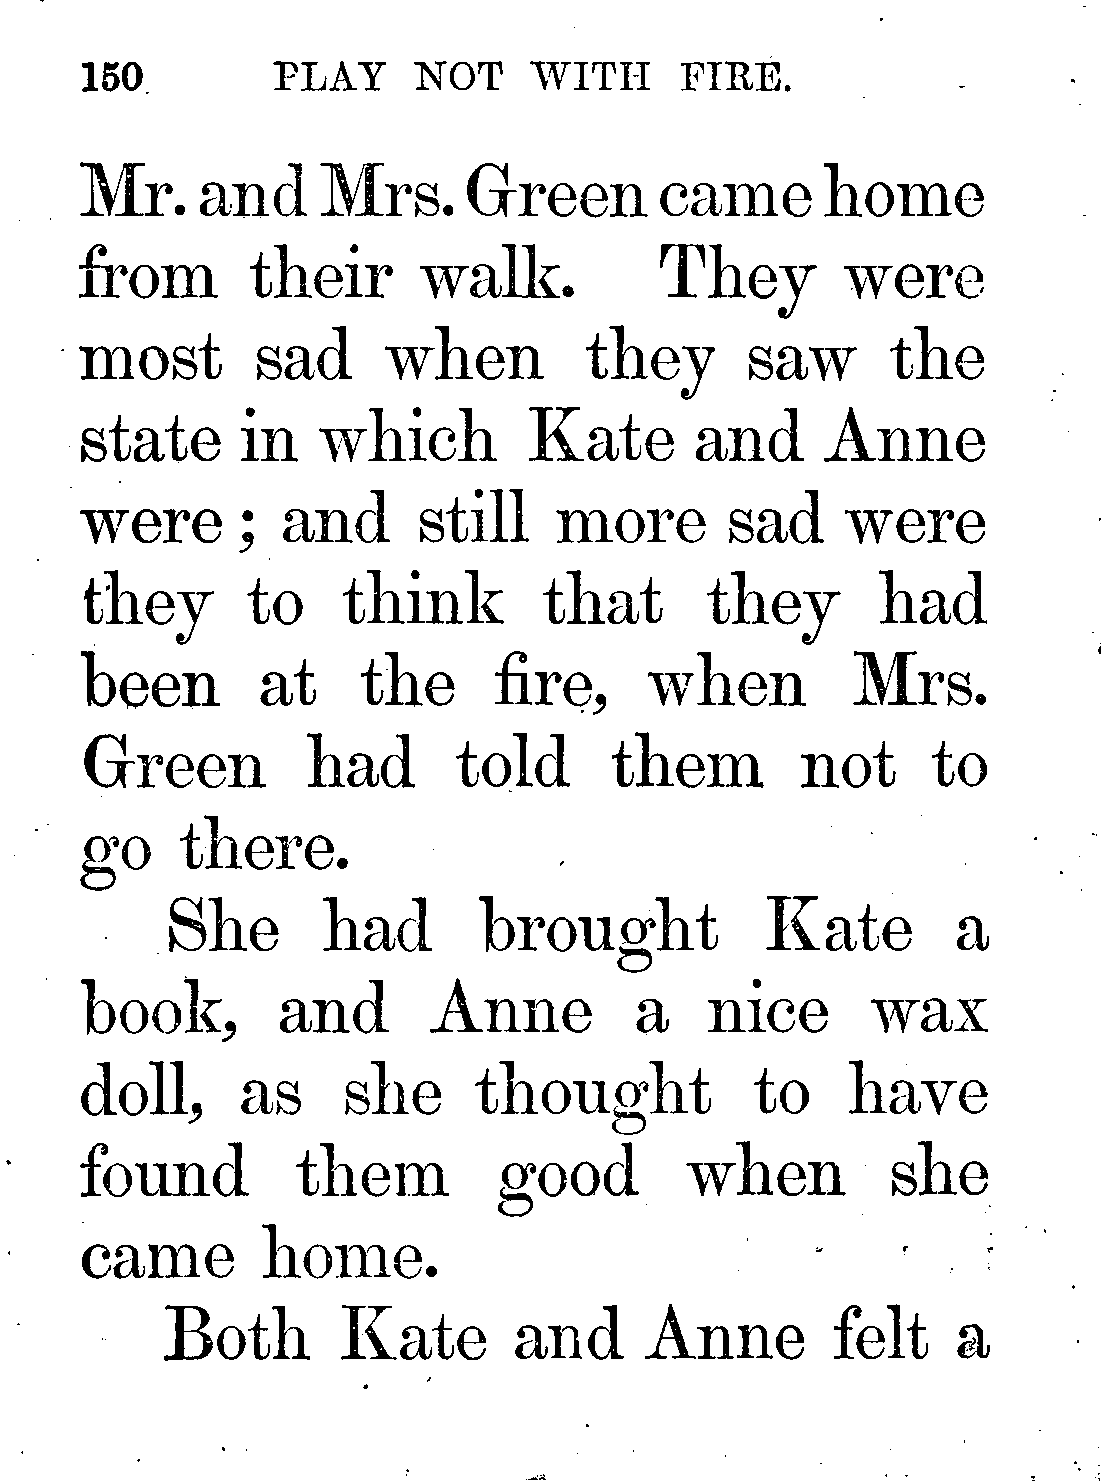 150 PLAY NOT WITH FIRE.
Mr. and Mrs. Green came home
from their walk. They were
most sad when they saw the
state in which Kate and Anne
were; and still more sad were
they to think that they had
been at the fire, when Mrs.
Green had told them not to
go there.
She had brought Kate a
book, and Anne a nice wax
doll, as she thought to have
found them good when she
came home.
Both Kate and Anne felt a